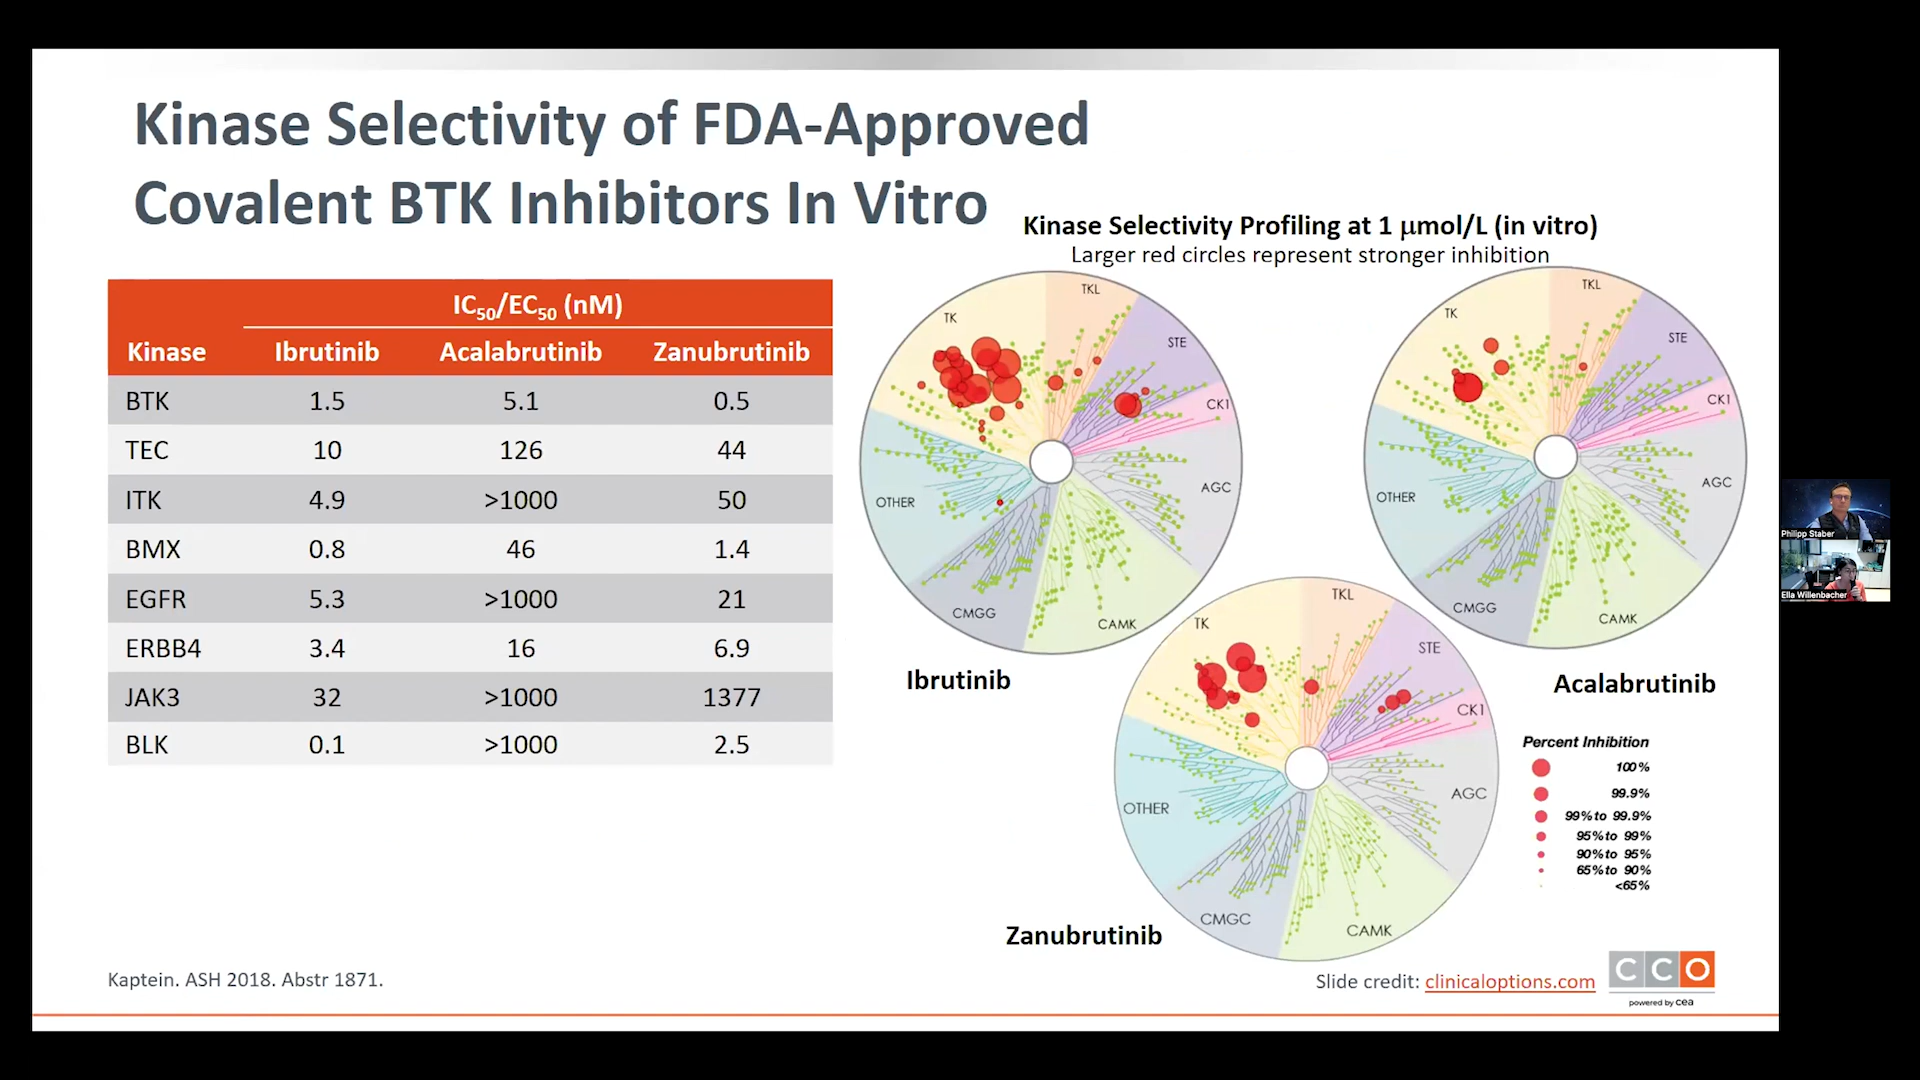 Kinase Selectivity of FDA-Approved
Covalent BTK Inhibitors In Vitro
IC50/EC50 (nM)
Kinase Ibrutinib Acalabrutinib Zanubrutinib
BTK 1.5 5.1 0.5
TEC 10 126 44
ITK 4.9 >1000 50
BMX 0.8 46 1.4
EGFR 5.3 >1000 21
ERBB4 3.4 16 6.9
JAK3 32 >1000 1377
BLK 0.1 >1000 2.5
Kinase Selectivity Profiling at 1 μmol/L (in vitro)
Larger red circles represent stronger inhibition
TK
TKL
STE
CK1
AGC
CAMK
CMGG
OTHER
Ibrutinib
TK
TKL
STE
CK1
AGC
CAMK
CMGG
OTHER
Acalabrutinib
TK
TKL
STE
CK1
AGC
CAMK
CMGC
OTHER
Zanubrutinib
Percent Inhibition
100%
99.9%
99% to 99.9%
95% to 99%
90% to 95%
65% to 90%
<65%
Kaptein. ASH 2018. Abstr 1871.
Slide credit: clinicaloptions.com
CCO
powered by cea
Philipp Staber
Ella Willenbacher